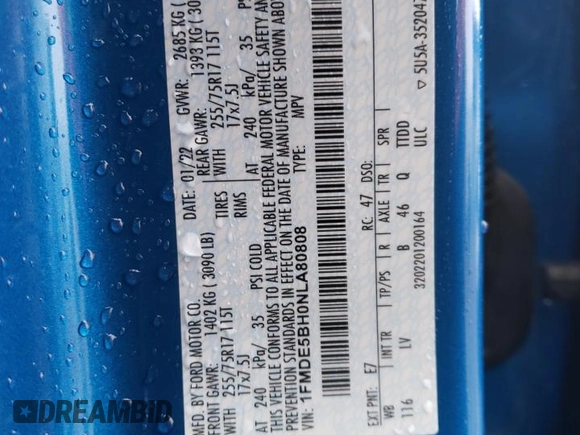 MFD. BY FORD MOTOR CO.
DATE: 01/22 GVWR: 2685 KG
FRONT GAWR: 1402 KG (3090 LB) REAR GAWR: 1393 KG
WITH 255/75R17 115T TIRES WITH 255/75R17 115T
17x7.5J RIMS 17x7.5J
AT 240 kPa/ 35 PSI COLD AT 240 kPa/ 35
THIS VEHICLE CONFORMS TO ALL APPLICABLE FEDERAL MOTOR VEHICLE SAFETY AN
PREVENTION STANDARDS IN EFFECT ON THE DATE OF MANUFACTURE SHOWN ABOV
VIN: 1FMDE5BH0NLA80808 TYPE: MPV
EXT PNT: E7 RC: 47 DSO:
WB INT TR TP/PS R AXLE TR SPR
116 LV B 46 Q TTDD
3202201200164 ULC
5U5A-35204
DREAMBID